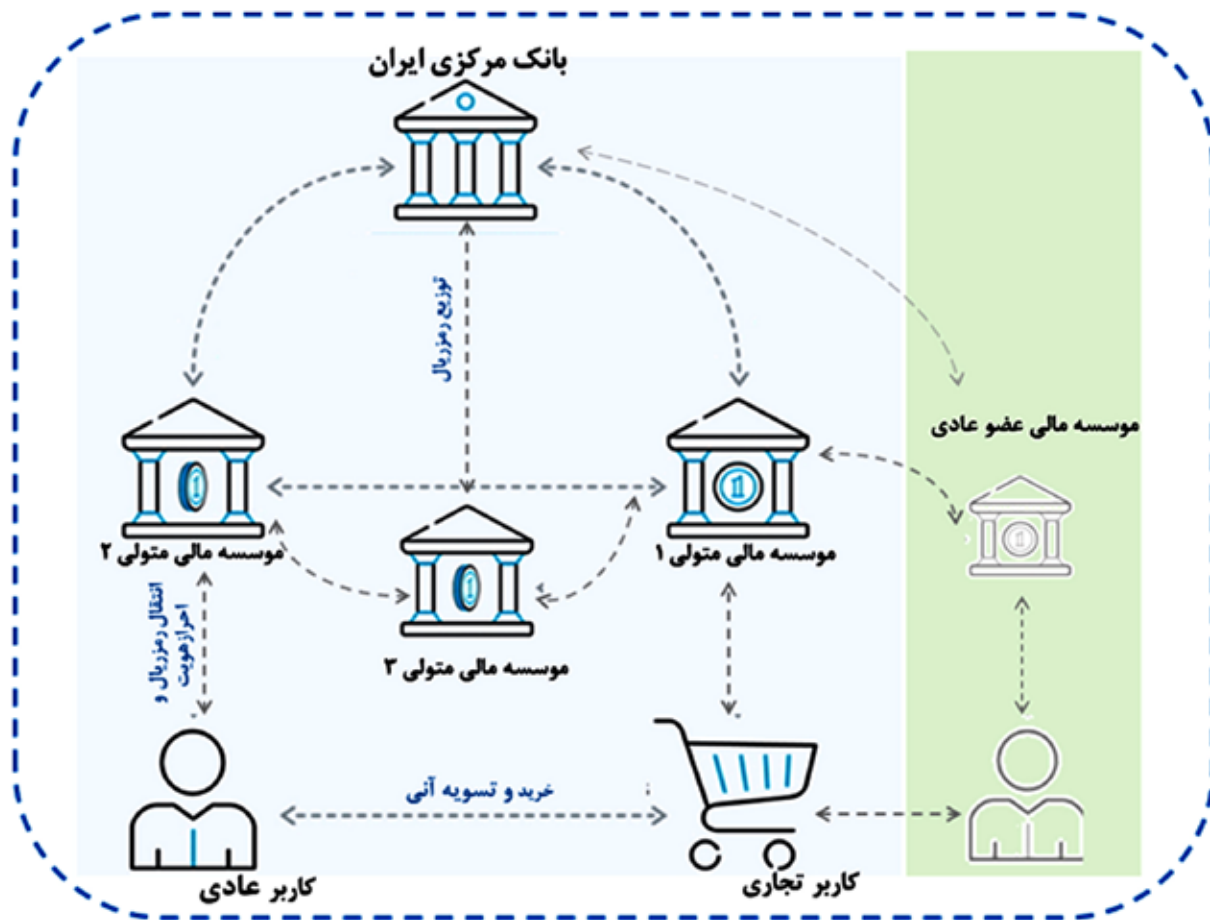 بانک مرکزی ایران
توزیع رمزریال
موسسه مالی عضو عادی
موسسه مالی متولی ۱
موسسه مالی متولی ۲
موسسه مالی متولی ۳
انتقال رمزریال و
احرازهویت
خرید و تسویه آنی
کاربر تجاری
کاربر عادی